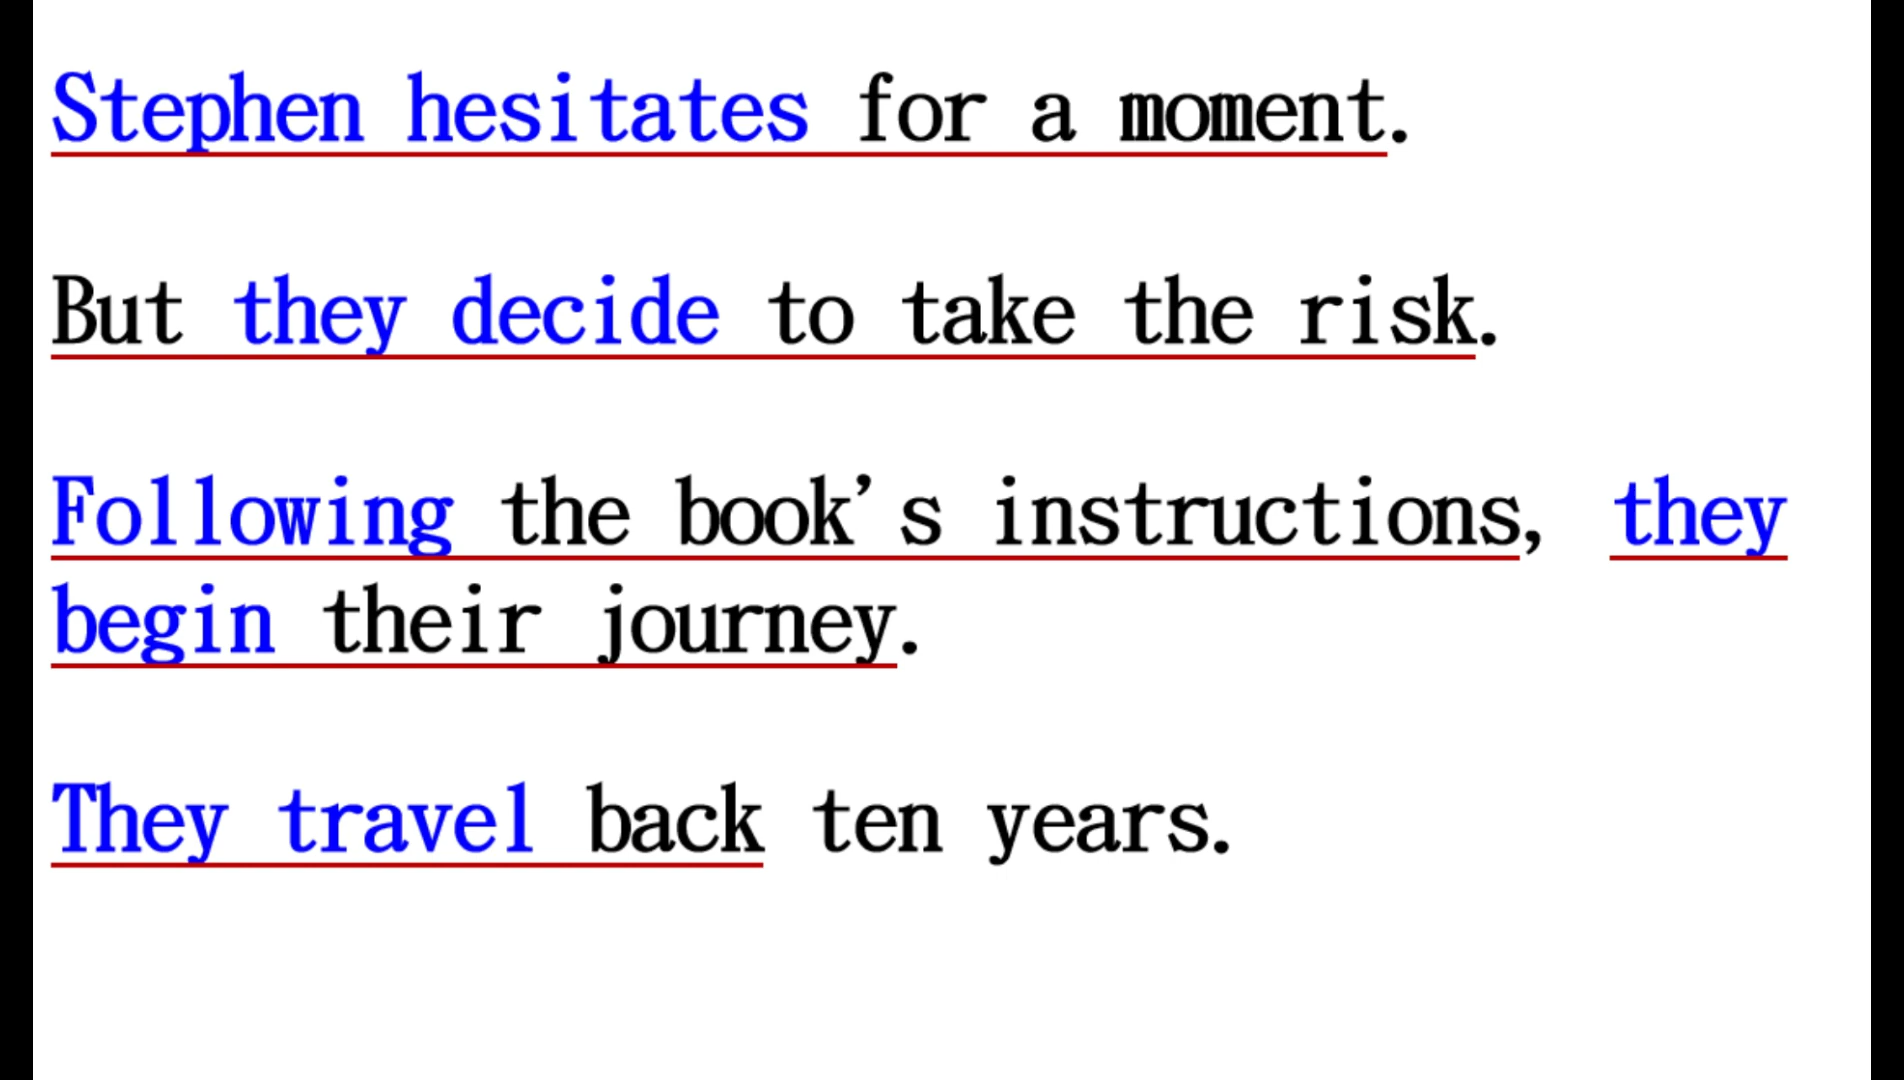 Stephen hesitates for a moment.
But they decide to take the risk.
Following the book's instructions, they
begin their journey.
They travel back ten years.